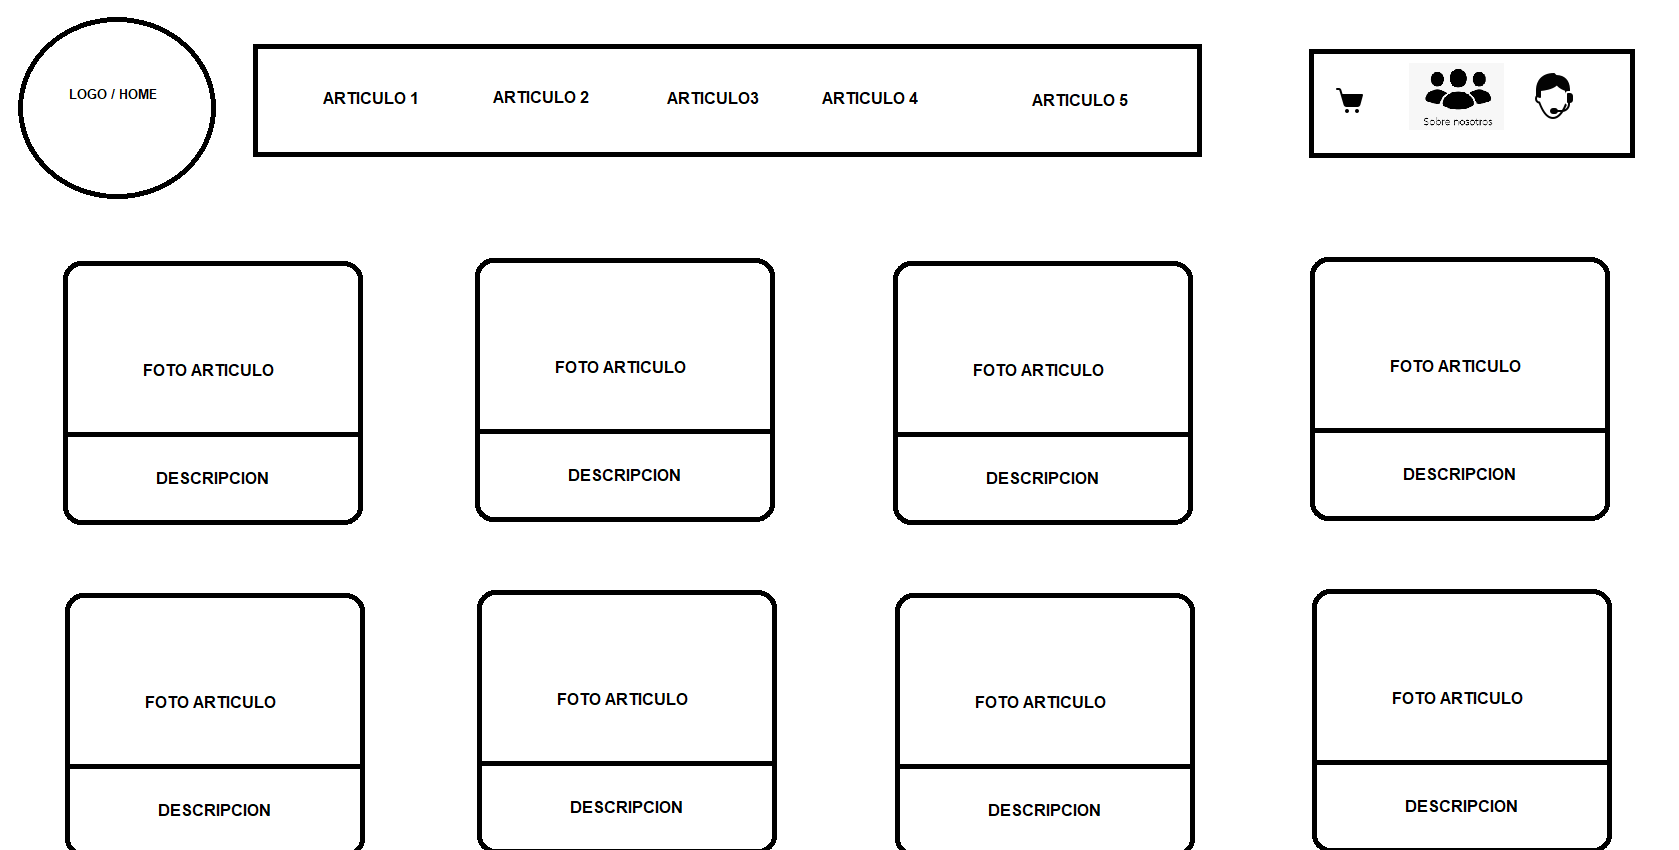 LOGO / HOME
ARTICULO 1
ARTICULO 2
ARTICULO3
ARTICULO 4
ARTICULO 5
Sobre nosotros
FOTO ARTICULO
DESCRIPCION
FOTO ARTICULO
DESCRIPCION
FOTO ARTICULO
DESCRIPCION
FOTO ARTICULO
DESCRIPCION
FOTO ARTICULO
DESCRIPCION
FOTO ARTICULO
DESCRIPCION
FOTO ARTICULO
DESCRIPCION
FOTO ARTICULO
DESCRIPCION